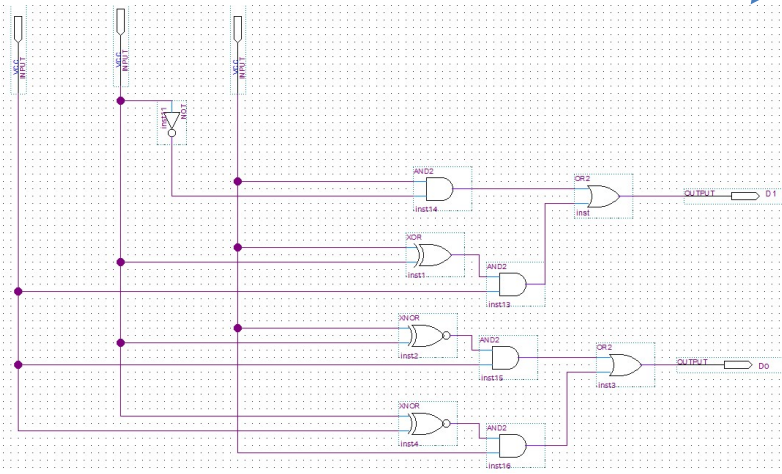 VCC
INPUT
VCC
INPUT
VCC
INPUT
inst11
NOT
AND2
inst14
OR2
inst
OUTPUT
D1
XOR
inst1
AND2
inst13
XNOR
inst2
AND2
inst15
OR2
inst3
OUTPUT
D0
XNOR
inst4
AND2
inst16